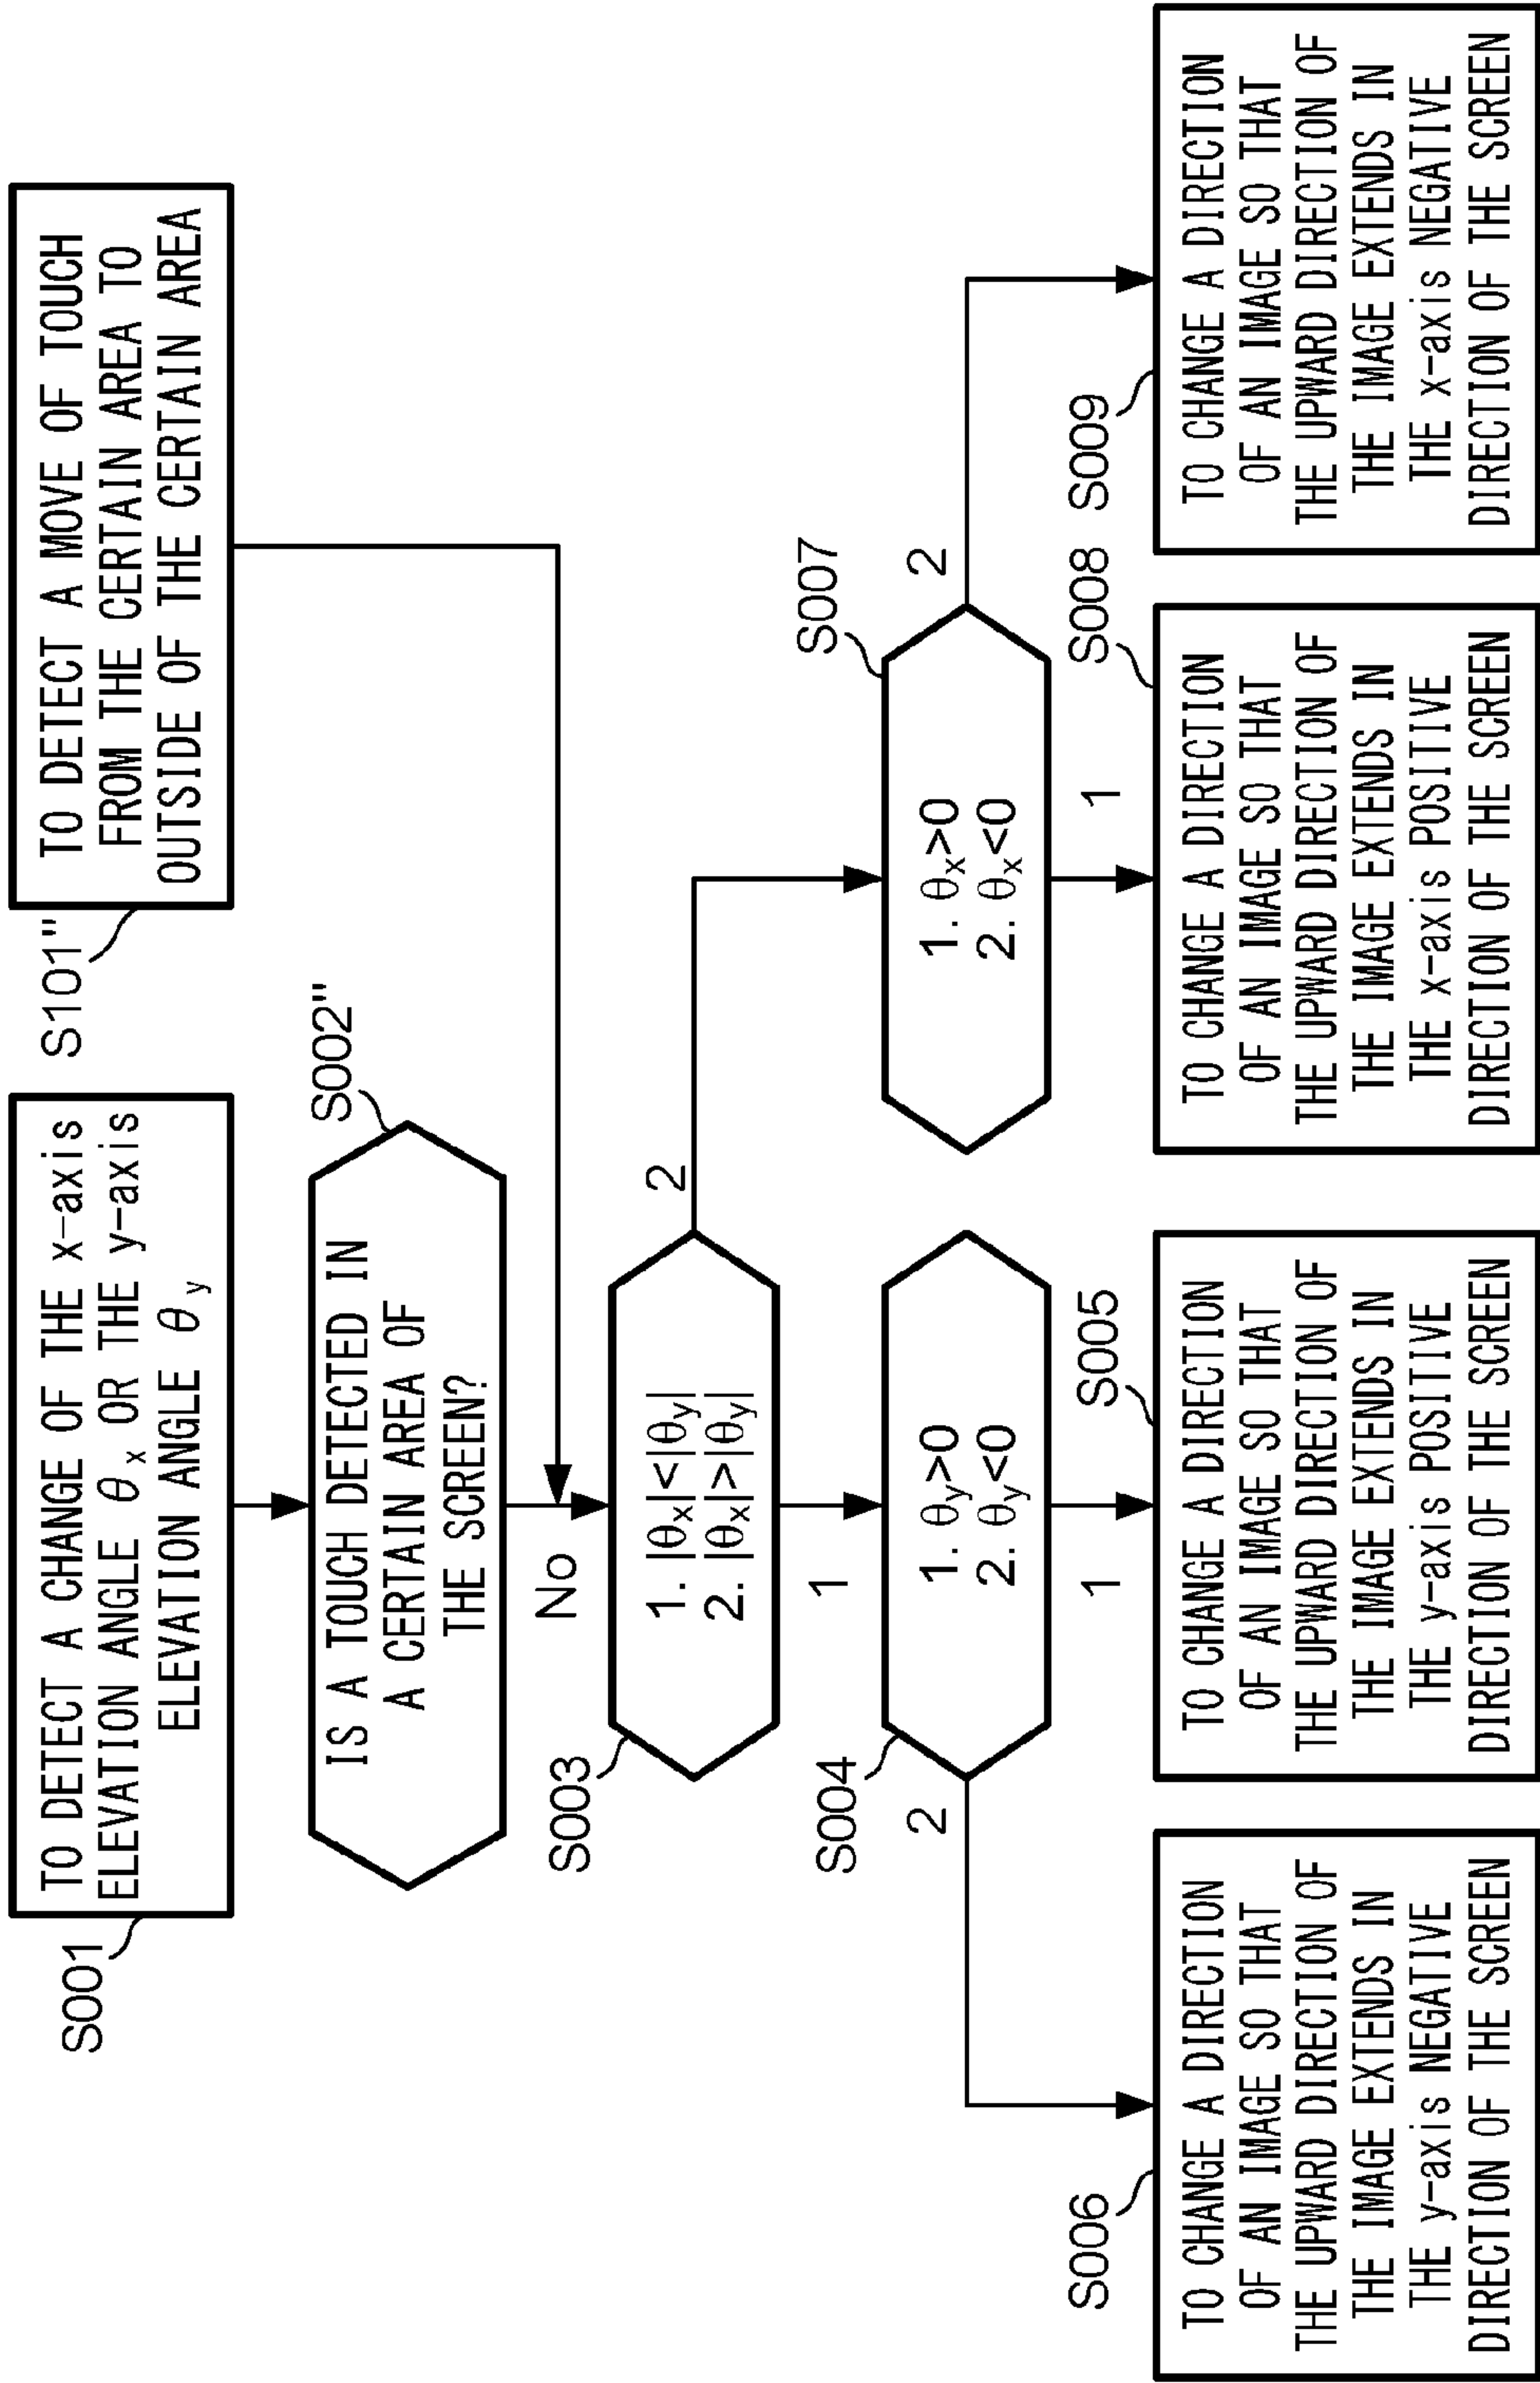 S001
TO DETECT A CHANGE OF THE x-axis
ELEVATION ANGLE θx OR THE y-axis
ELEVATION ANGLE θy
S101"
TO DETECT A MOVE OF TOUCH
FROM THE CERTAIN AREA TO
OUTSIDE OF THE CERTAIN AREA
S002"
IS A TOUCH DETECTED IN
A CERTAIN AREA OF
THE SCREEN?
No
S003
1. |θx|<|θy|
2. |θx|>|θy|
2
1
S004
1. θy>0
2. θy<0
2
1
S007
1. θx>0
2. θx<0
2
1
S006
TO CHANGE A DIRECTION
OF AN IMAGE SO THAT
THE UPWARD DIRECTION OF
THE IMAGE EXTENDS IN
THE y-axis NEGATIVE
DIRECTION OF THE SCREEN
S005
TO CHANGE A DIRECTION
OF AN IMAGE SO THAT
THE UPWARD DIRECTION OF
THE IMAGE EXTENDS IN
THE y-axis POSITIVE
DIRECTION OF THE SCREEN
S008
TO CHANGE A DIRECTION
OF AN IMAGE SO THAT
THE UPWARD DIRECTION OF
THE IMAGE EXTENDS IN
THE x-axis POSITIVE
DIRECTION OF THE SCREEN
S009
TO CHANGE A DIRECTION
OF AN IMAGE SO THAT
THE UPWARD DIRECTION OF
THE IMAGE EXTENDS IN
THE x-axis NEGATIVE
DIRECTION OF THE SCREEN